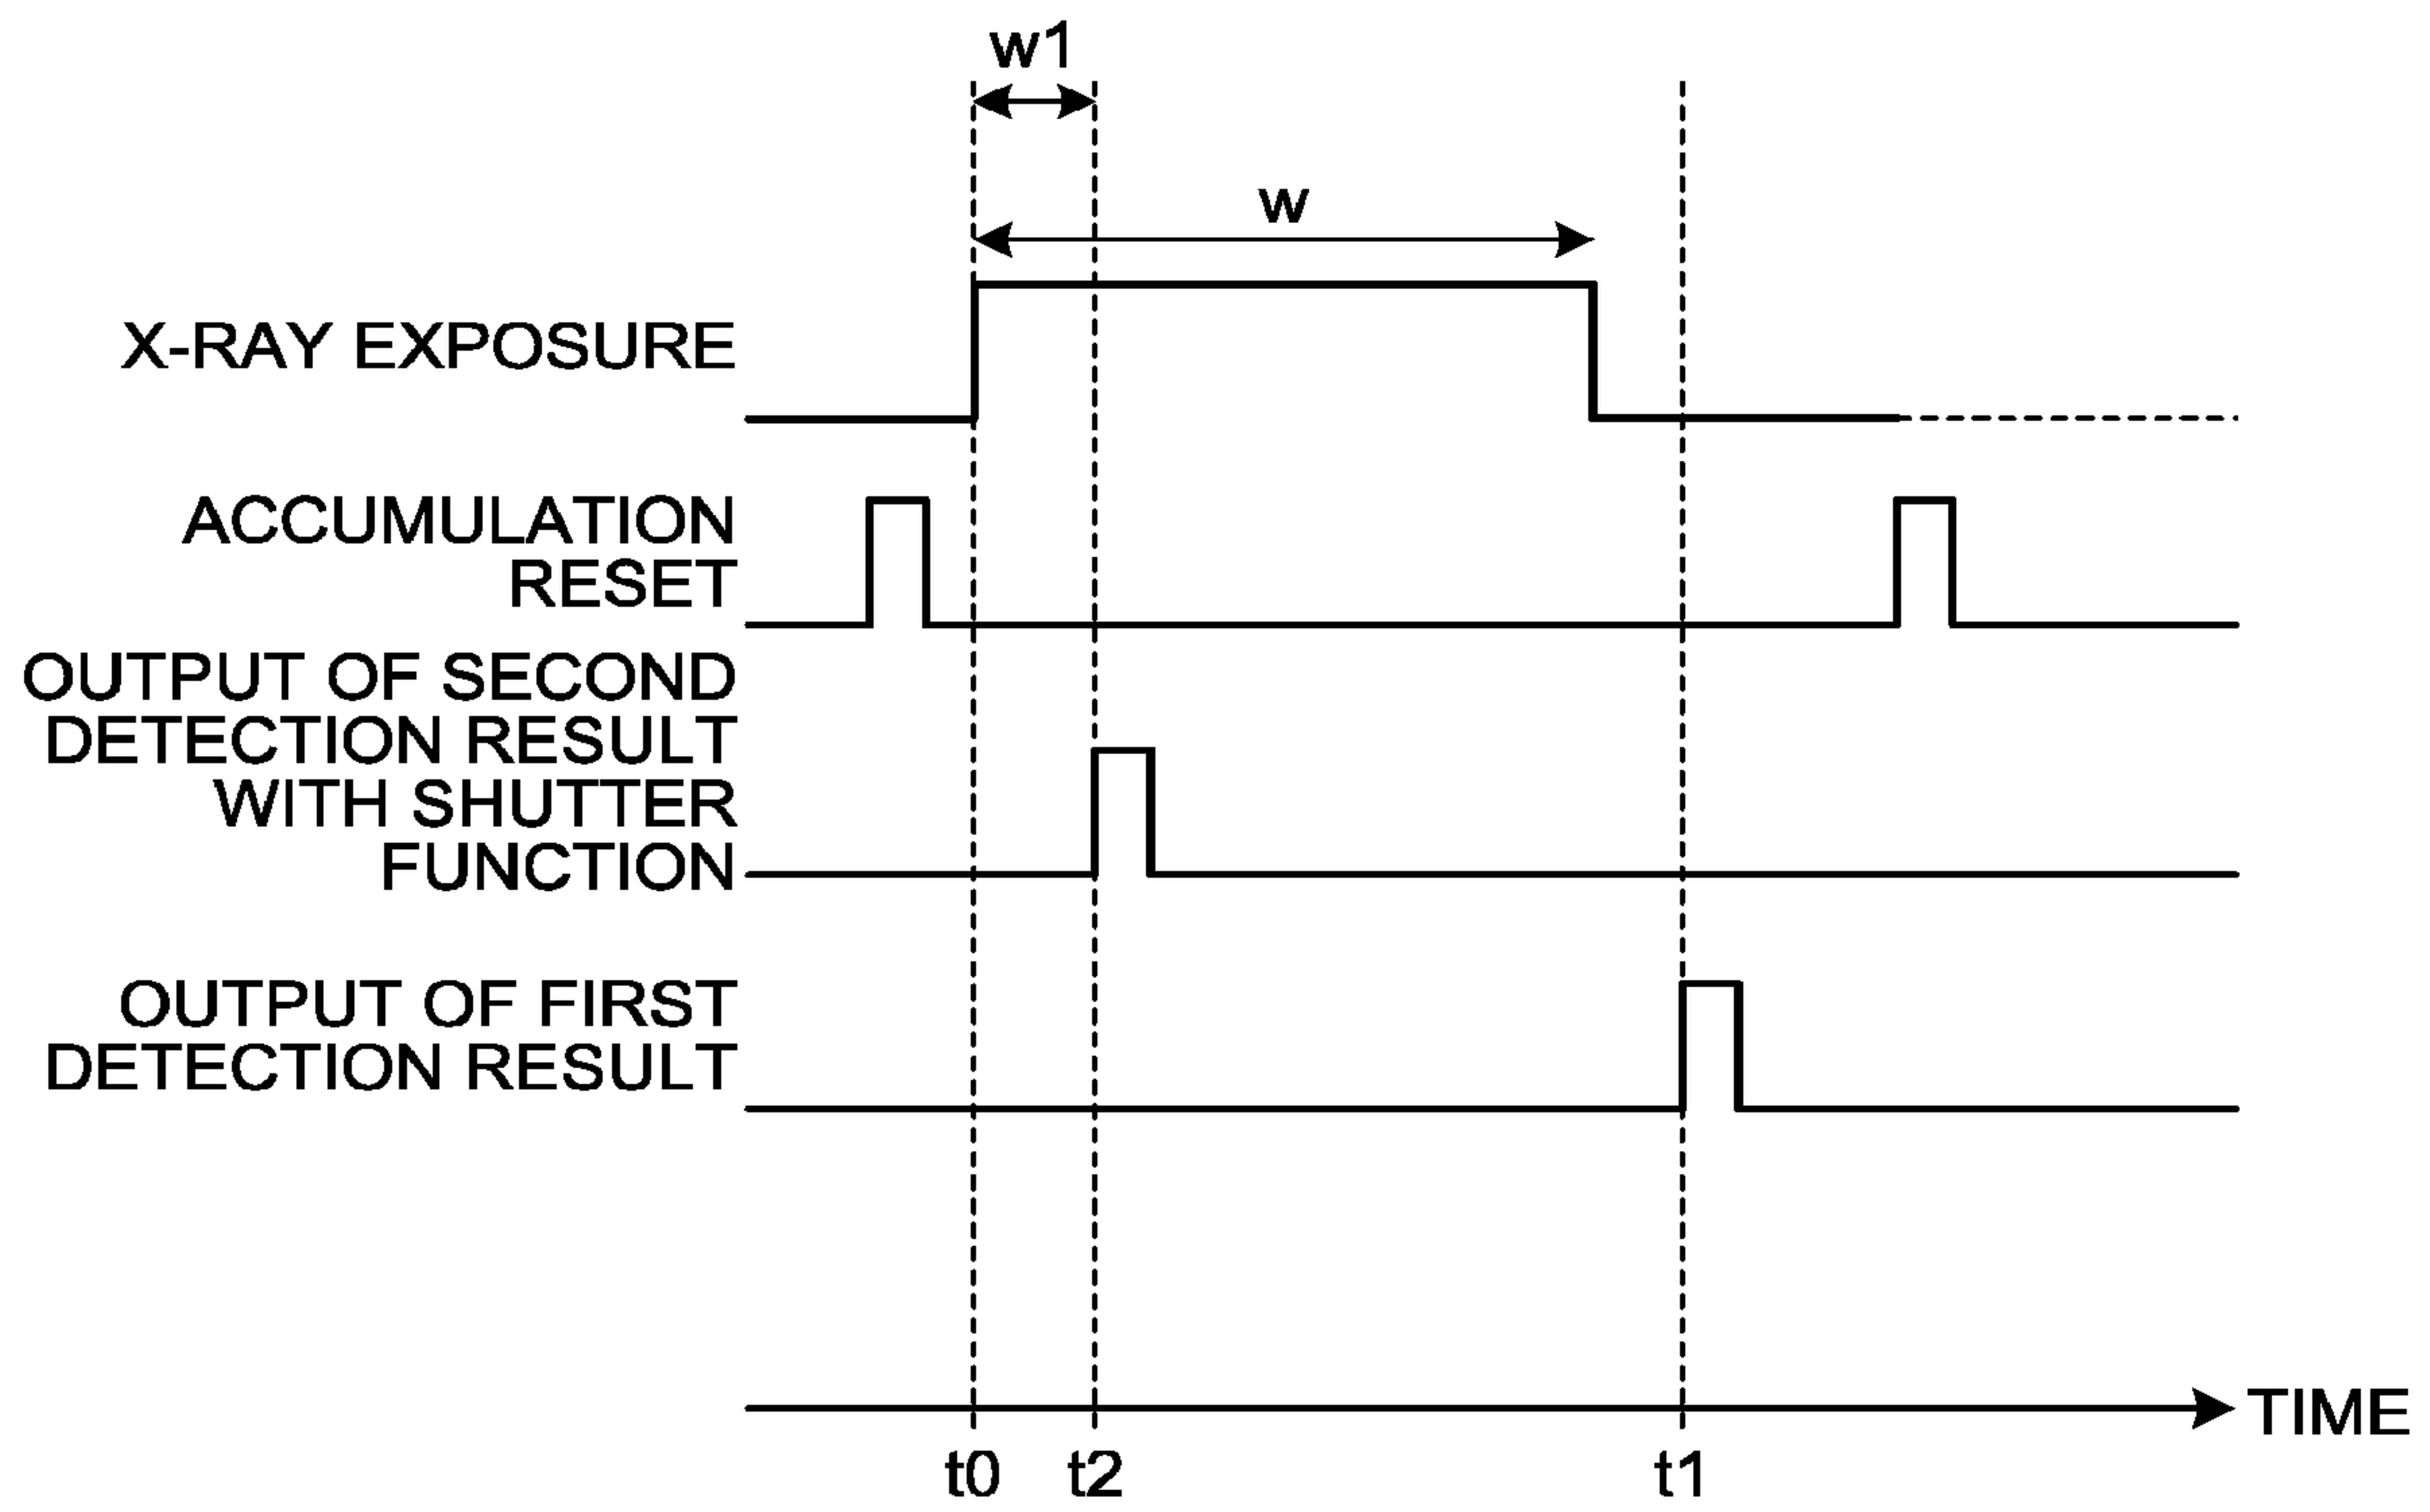 w1
w
X-RAY EXPOSURE
ACCUMULATION
RESET
OUTPUT OF SECOND
DETECTION RESULT
WITH SHUTTER
FUNCTION
OUTPUT OF FIRST
DETECTION RESULT
TIME
t0 t2 t1